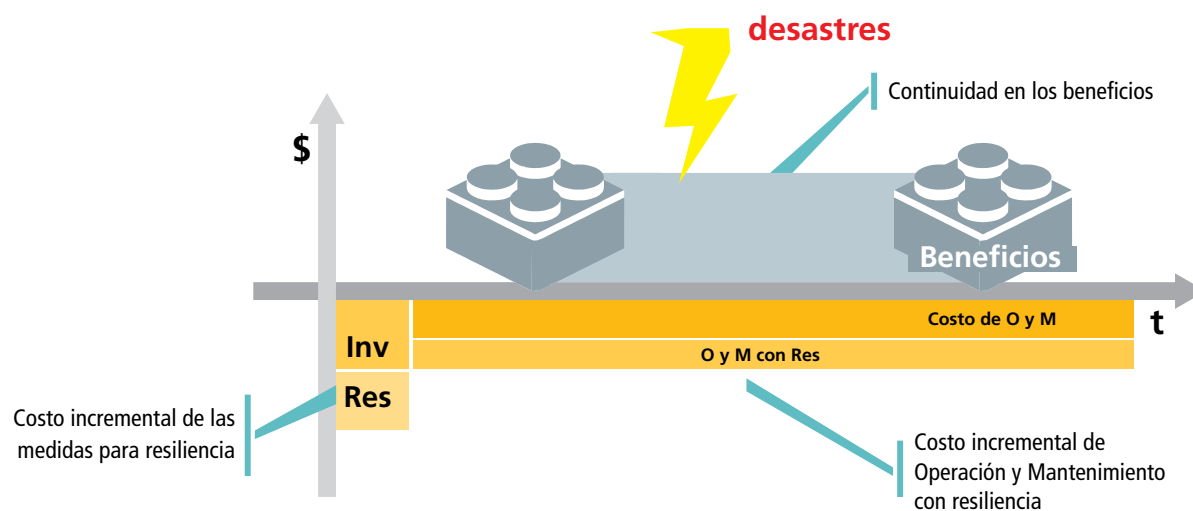 desastres
Continuidad en los beneficios
$
Beneficios
Costo de O y M
t
Inv
O y M con Res
Res
Costo incremental de las
medidas para resiliencia
Costo incremental de
Operación y Mantenimiento
con resiliencia